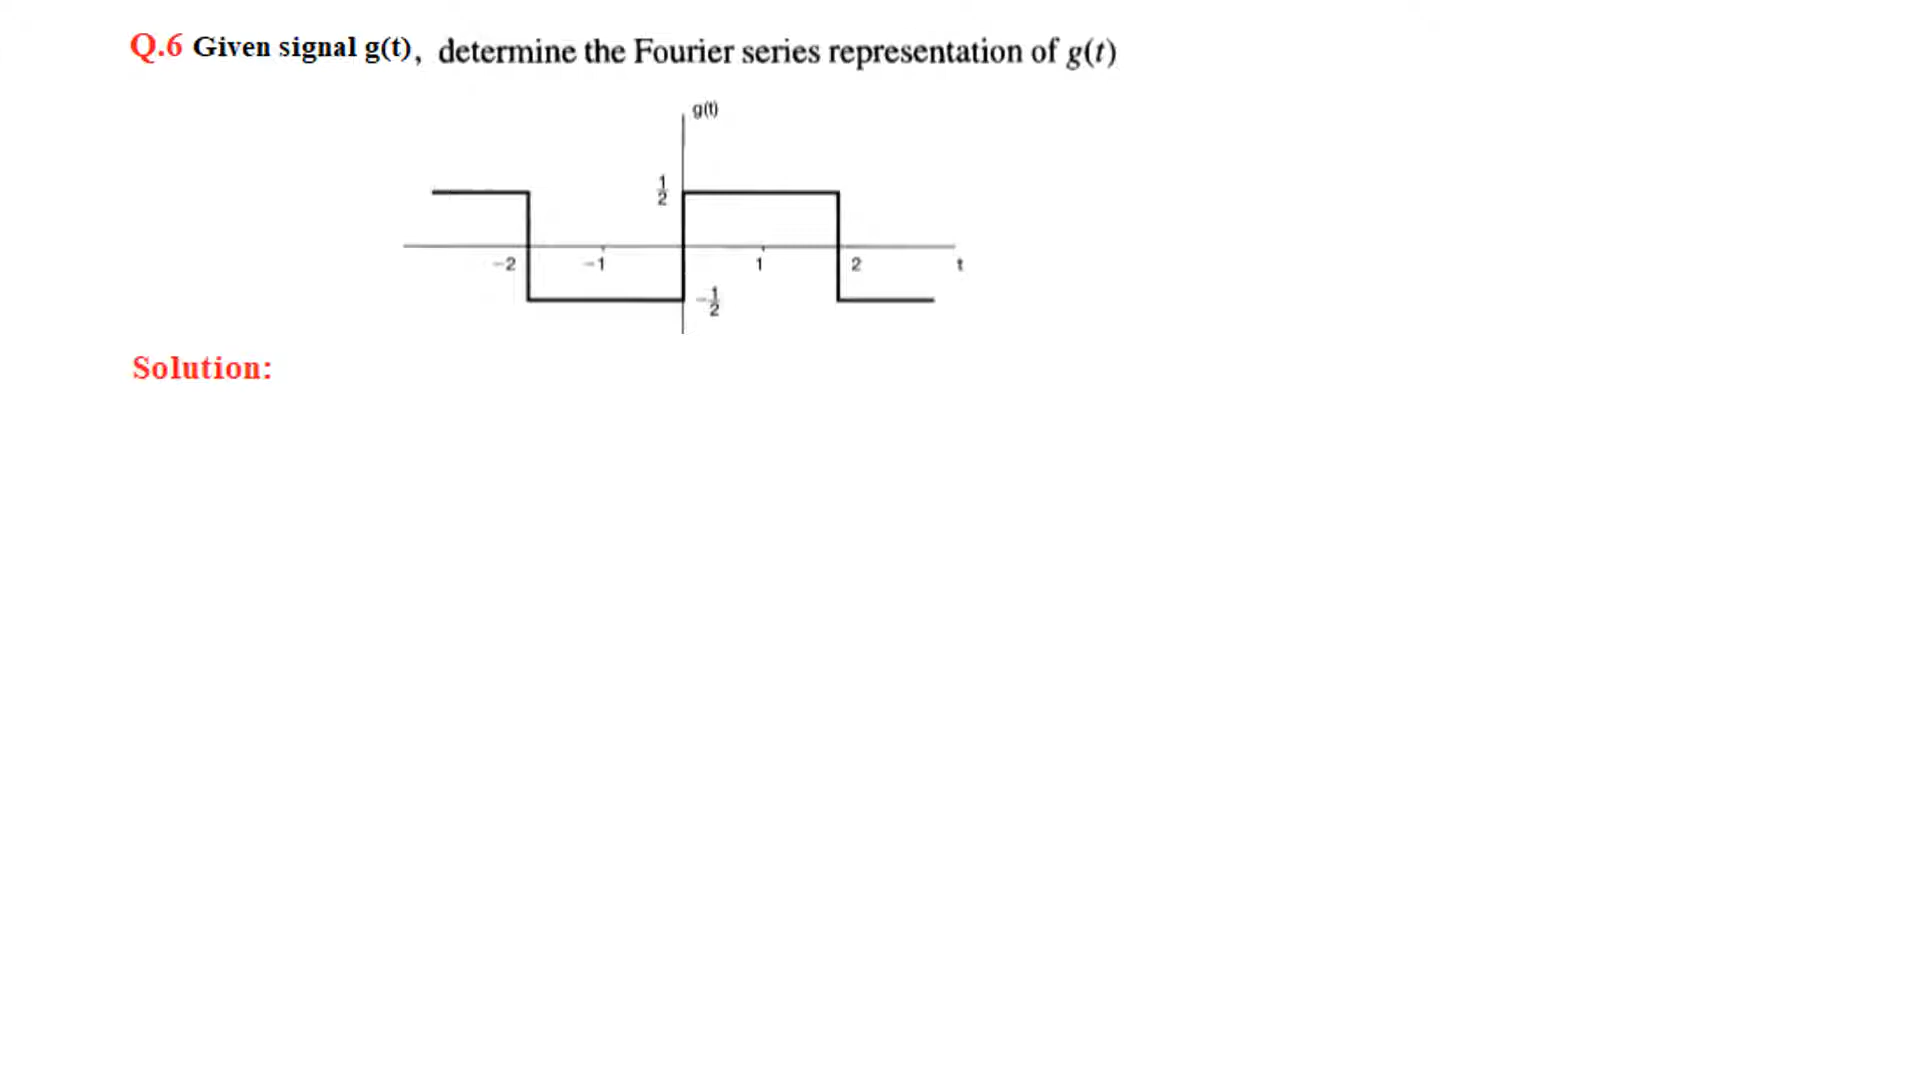 Q.6 Given signal g(t), determine the Fourier series representation of g(t)
g(t)
1/2
-2 -1 1 2 t
-1/2
Solution: